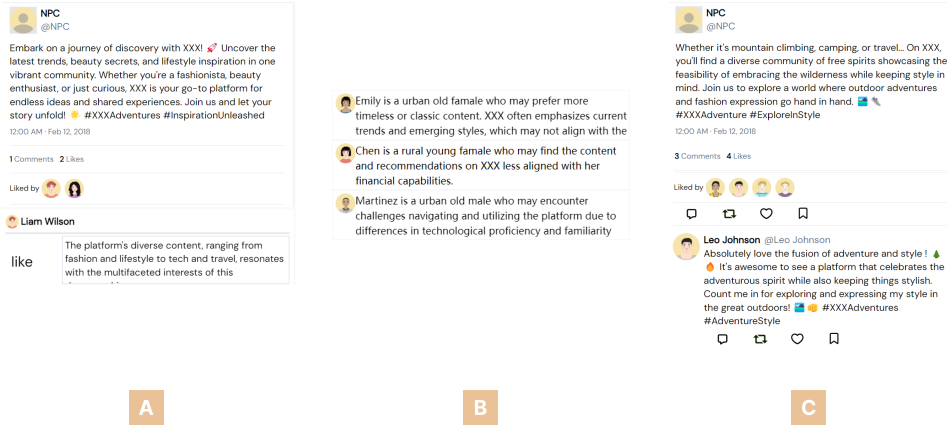 NPC
@NPC
Embark on a journey of discovery with XXX! 🚀 Uncover the
latest trends, beauty secrets, and lifestyle inspiration in one
vibrant community. Whether you're a fashionista, beauty
enthusiast, or just curious, XXX is your go-to platform for
endless ideas and shared experiences. Join us and let your
story unfold! 🌟 #XXXAdventures #InspirationUnleashed
12:00 AM · Feb 12, 2018
1 Comments 2 Likes
Liked by
Liam Wilson
like
The platform's diverse content, ranging from
fashion and lifestyle to tech and travel, resonates
with the multifaceted interests of this
A
Emily is a urban old famale who may prefer more
timeless or classic content. XXX often emphasizes current
trends and emerging styles, which may not align with the
Chen is a rural young female who may find the content
and recommendations on XXX less aligned with her
financial capabilities.
Martinez is a urban old male who may encounter
challenges navigating and utilizing the platform due to
differences in technological proficiency and familiarity
B
NPC
@NPC
Whether it's mountain climbing, camping, or travel... On XXX,
you'll find a diverse community of free spirits showcasing the
feasibility of embracing the wilderness while keeping style in
mind. Join us to explore a world where outdoor adventures
and fashion expression go hand in hand. 🏞️ 👟
#XXXAdventure #ExploreInStyle
12:00 AM · Feb 12, 2018
3 Comments 4 Likes
Liked by
Leo Johnson @Leo Johnson
Absolutely love the fusion of adventure and style ! 🌲
🔥 It's awesome to see a platform that celebrates the
adventurous spirit while also keeping things stylish.
Count me in for exploring and expressing my style in
the great outdoors! 🏞️ 👊 #XXXAdventures
#AdventureStyle
C